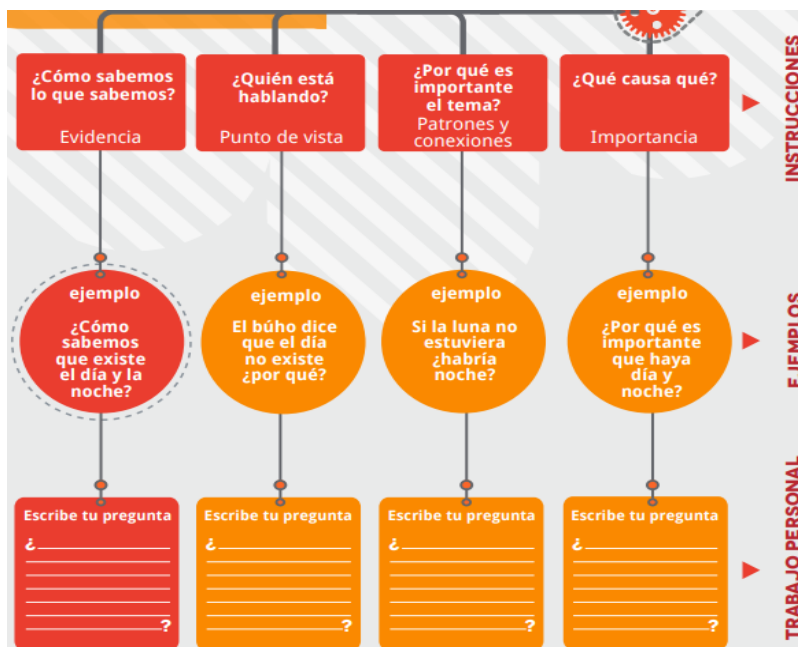 ¿Cómo sabemos
lo que sabemos?
Evidencia
¿Quién está
hablando?
Punto de vista
¿Por qué es
importante
el tema?
Patrones y
conexiones
¿Qué causa qué?
Importancia
INSTRUCCIONES
ejemplo
¿Cómo
sabemos
que existe
el día y la
noche?
ejemplo
El búho dice
que el día
no existe
¿por qué?
ejemplo
Si la luna no
estuviera
¿habría
noche?
ejemplo
¿Por qué es
importante
que haya
día y
noche?
EJEMPLOS
Escribe tu pregunta
¿
?
Escribe tu pregunta
¿
?
Escribe tu pregunta
¿
?
Escribe tu pregunta
¿
?
TRABAJO PERSONAL